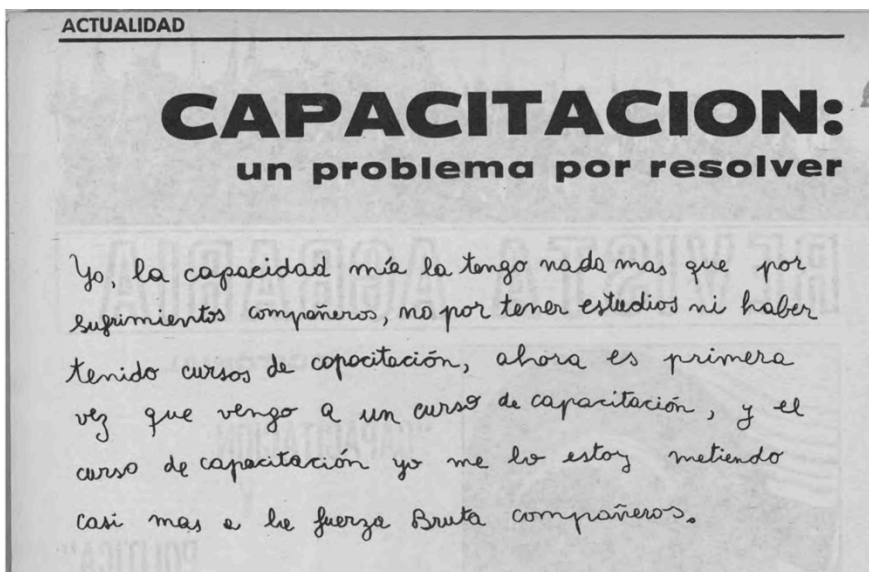 ACTUALIDAD
CAPACITACION:
un problema por resolver
Yo, la capacidad mía la tengo nada mas que por
sufrimientos compañeros, no por tener estudios ni haber
tenido cursos de capacitación, ahora es primera
vez que vengo a un curso de capacitación, y el
curso de capacitación yo me lo estoy metiendo
casi mas a la fuerza Bruta compañeros.